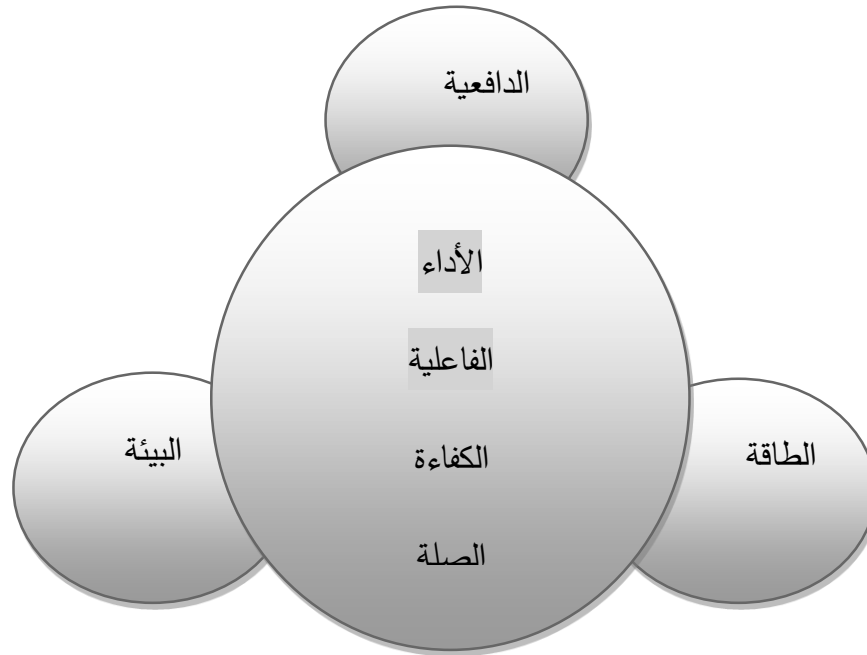 الدافعية
الأداء
الفاعلية
الكفاءة
الصلة
الطاقة
البيئة